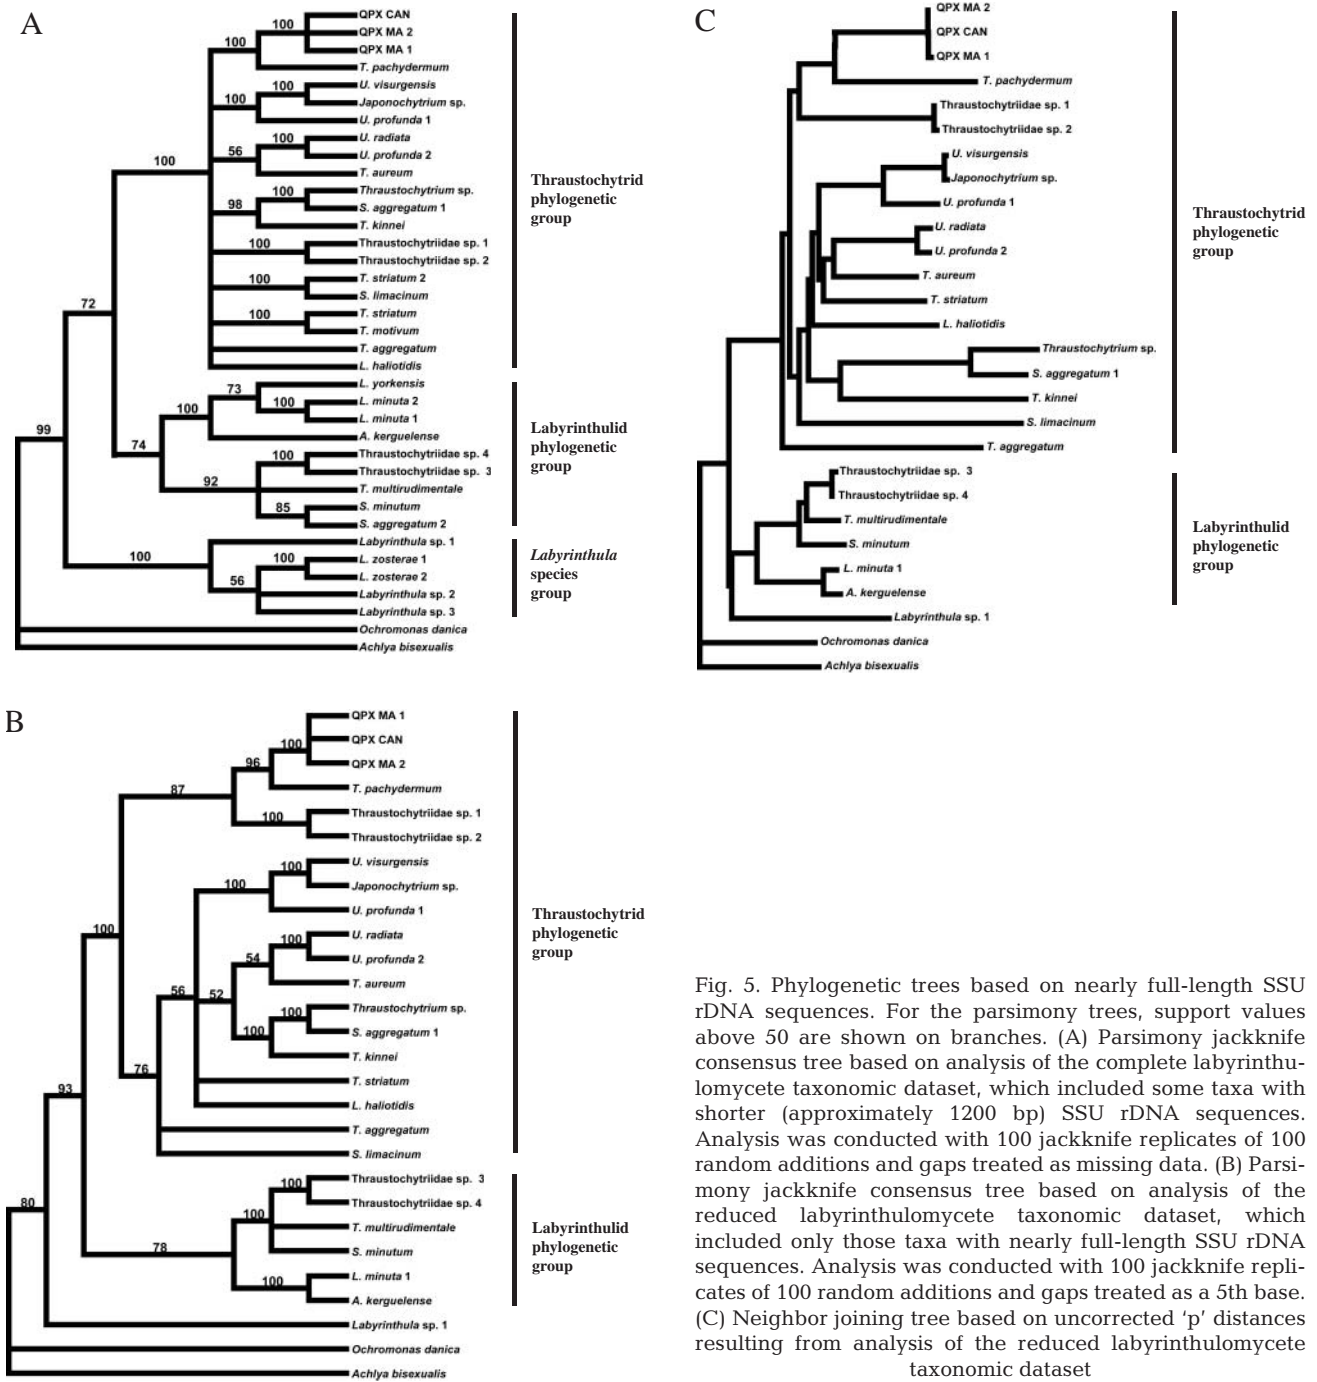 A
100
QPX CAN
QPX MA 2
100
QPX MA 1
T. pachydermum
U. visurgensis
100
Japonochytrium sp.
100
U. profunda 1
U. radiata
100
U. profunda 2
56
T. aureum
100
Thraustochytrium sp.
100
S. aggregatum 1
98
T. kinnei
Thraustochytriidae sp. 1
100
Thraustochytriidae sp. 2
T. striatum 2
100
S. limacinum
T. striatum
100
T. motivum
T. aggregatum
L. haliotidis
72
L. yorkensis
73
L. minuta 2
100
100
L. minuta 1
A. kerguelense
99
74
Thraustochytriidae sp. 4
100
Thraustochytriidae sp. 3
92
T. multirudimentale
S. minutum
85
S. aggregatum 2
Labyrinthula sp. 1
100
L. zosterae 1
100
L. zosterae 2
56
Labyrinthula sp. 2
Labyrinthula sp. 3
Ochromonas danica
Achlya bisexualis
Thraustochytrid
phylogenetic
group
Labyrinthulid
phylogenetic
group
Labyrinthula
species
group
C
QPX MA 2
QPX CAN
QPX MA 1
T. pachydermum
Thraustochytriidae sp. 1
Thraustochytriidae sp. 2
U. visurgensis
Japonochytrium sp.
U. profunda 1
U. radiata
U. profunda 2
T. aureum
T. striatum
L. haliotidis
Thraustochytrium sp.
S. aggregatum 1
T. kinnei
S. limacinum
T. aggregatum
Thraustochytriidae sp. 3
Thraustochytriidae sp. 4
T. multirudimentale
S. minutum
L. minuta 1
A. kerguelense
Labyrinthula sp. 1
Ochromonas danica
Achlya bisexualis
Thraustochytrid
phylogenetic
group
Labyrinthulid
phylogenetic
group
B
QPX MA 1
100
QPX CAN
96
QPX MA 2
87
T. pachydermum
Thraustochytriidae sp. 1
100
Thraustochytriidae sp. 2
U. visurgensis
100
Japonochytrium sp.
100
U. profunda 1
100
U. radiata
100
U. profunda 2
54
T. aureum
56
52
Thraustochytrium sp.
100
S. aggregatum 1
100
T. kinnei
76
T. striatum
93
L. haliotidis
T. aggregatum
S. limacinum
Thraustochytriidae sp. 3
100
Thraustochytriidae sp. 4
80
100
T. multirudimentale
78
S. minutum
L. minuta 1
100
A. kerguelense
Labyrinthula sp. 1
Ochromonas danica
Achlya bisexualis
Thraustochytrid
phylogenetic
group
Labyrinthulid
phylogenetic
group
Fig. 5. Phylogenetic trees based on nearly full-length SSU
rDNA sequences. For the parsimony trees, support values
above 50 are shown on branches. (A) Parsimony jackknife
consensus tree based on analysis of the complete labyrinthu-
lomycete taxonomic dataset, which included some taxa with
shorter (approximately 1200 bp) SSU rDNA sequences.
Analysis was conducted with 100 jackknife replicates of 100
random additions and gaps treated as missing data. (B) Parsi-
mony jackknife consensus tree based on analysis of the
reduced labyrinthulomycete taxonomic dataset, which
included only those taxa with nearly full-length SSU rDNA
sequences. Analysis was conducted with 100 jackknife repli-
cates of 100 random additions and gaps treated as a 5th base.
(C) Neighbor joining tree based on uncorrected 'p' distances
resulting from analysis of the reduced labyrinthulomycete
taxonomic dataset